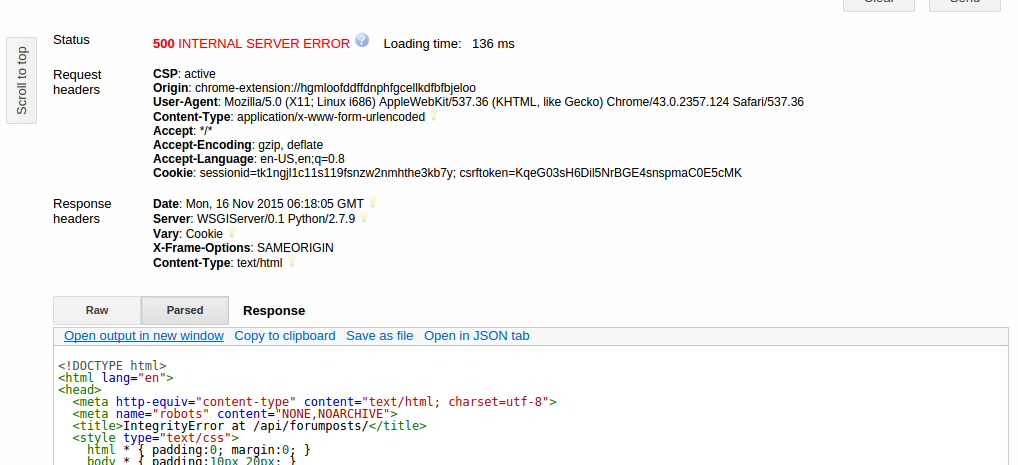 Clear Send
Scroll to top
Status 500 INTERNAL SERVER ERROR ? Loading time: 136 ms
Request headers
CSP: active
Origin: chrome-extension://hgmloofddffdnphfgcellkdfbfbjeloo
User-Agent: Mozilla/5.0 (X11; Linux i686) AppleWebKit/537.36 (KHTML, like Gecko) Chrome/43.0.2357.124 Safari/537.36
Content-Type: application/x-www-form-urlencoded
Accept: */*
Accept-Encoding: gzip, deflate
Accept-Language: en-US,en;q=0.8
Cookie: sessionid=tk1ngjl1c11s119fsnzw2nmhthe3kb7y; csrftoken=KqeG03sH6Dil5NrBGE4snspmaC0E5cMK
Response headers
Date: Mon, 16 Nov 2015 06:18:05 GMT
Server: WSGIServer/0.1 Python/2.7.9
Vary: Cookie
X-Frame-Options: SAMEORIGIN
Content-Type: text/html
Raw Parsed Response
Open output in new window Copy to clipboard Save as file Open in JSON tab
<!DOCTYPE html>
<html lang="en">
<head>
<meta http-equiv="content-type" content="text/html; charset=utf-8">
<meta name="robots" content="NONE,NOARCHIVE">
<title>IntegrityError at /api/forumposts/</title>
<style type="text/css">
html * { padding:0; margin:0; }
body * { padding:10px 20px; }